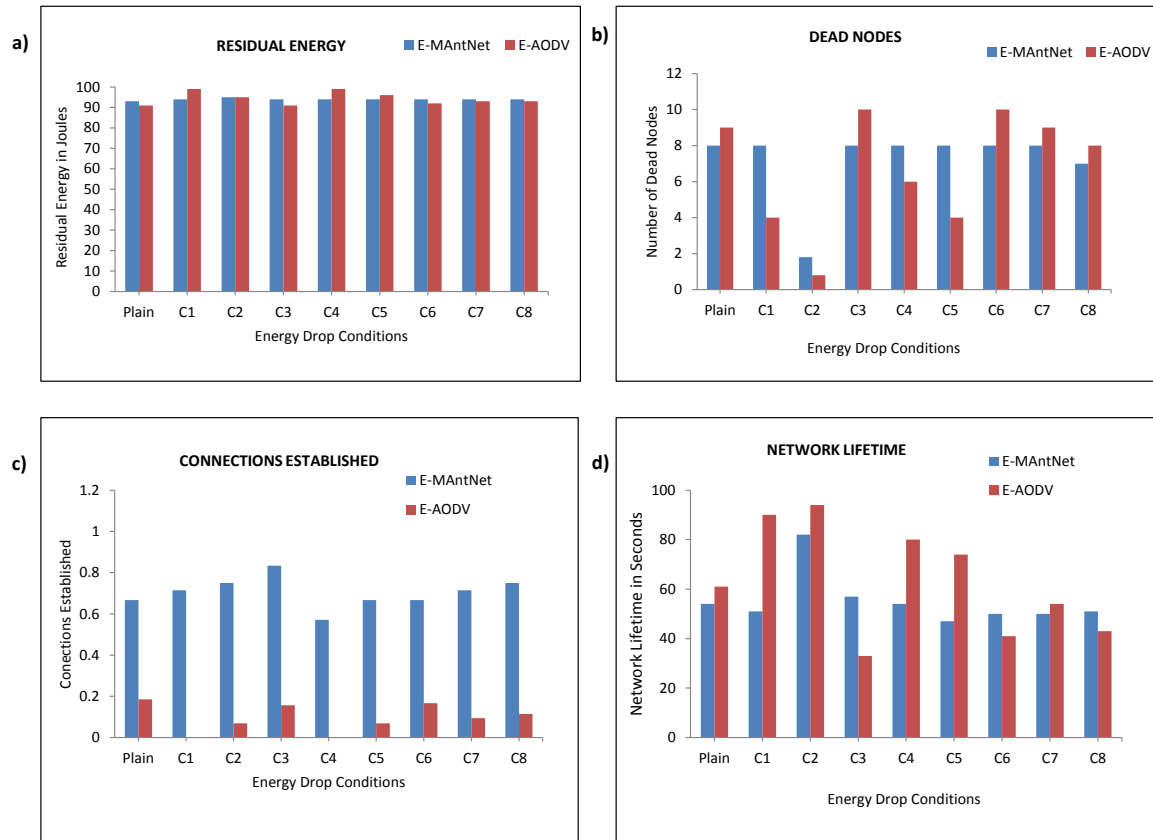 a)
RESIDUAL ENERGY
E-MAntNet E-AODV
100
90
80
70
60
50
40
30
20
10
0
Residual Energy in Joules
Plain C1 C2 C3 C4 C5 C6 C7 C8
Energy Drop Conditions
b)
DEAD NODES
E-MAntNet E-AODV
12
10
8
6
4
2
0
Number of Dead Nodes
Plain C1 C2 C3 C4 C5 C6 C7 C8
Energy Drop Conditions
c)
CONNECTIONS ESTABLISHED
E-MAntNet
E-AODV
1.2
1
0.8
0.6
0.4
0.2
0
Conections Established
Plain C1 C2 C3 C4 C5 C6 C7 C8
Energy Drop Conditions
d)
NETWORK LIFETIME
E-MAntNet
E-AODV
100
80
60
40
20
0
Network Lifetime in Seconds
Plain C1 C2 C3 C4 C5 C6 C7 C8
Energy Drop Conditions